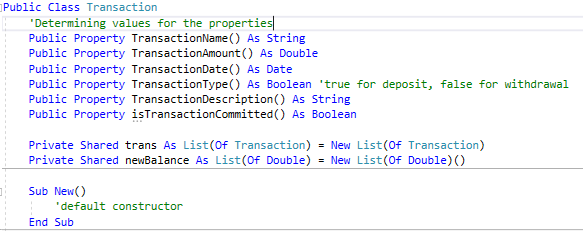 Public Class Transaction
'Determining values for the properties
Public Property TransactionName() As String
Public Property TransactionAmount() As Double
Public Property TransactionDate() As Date
Public Property TransactionType() As Boolean 'true for deposit, false for withdrawal
Public Property TransactionDescription() As String
Public Property isTransactionCommitted() As Boolean
Private Shared trans As List(Of Transaction) = New List(Of Transaction)
Private Shared newBalance As List(Of Double) = New List(Of Double)()
Sub New()
'default constructor
End Sub